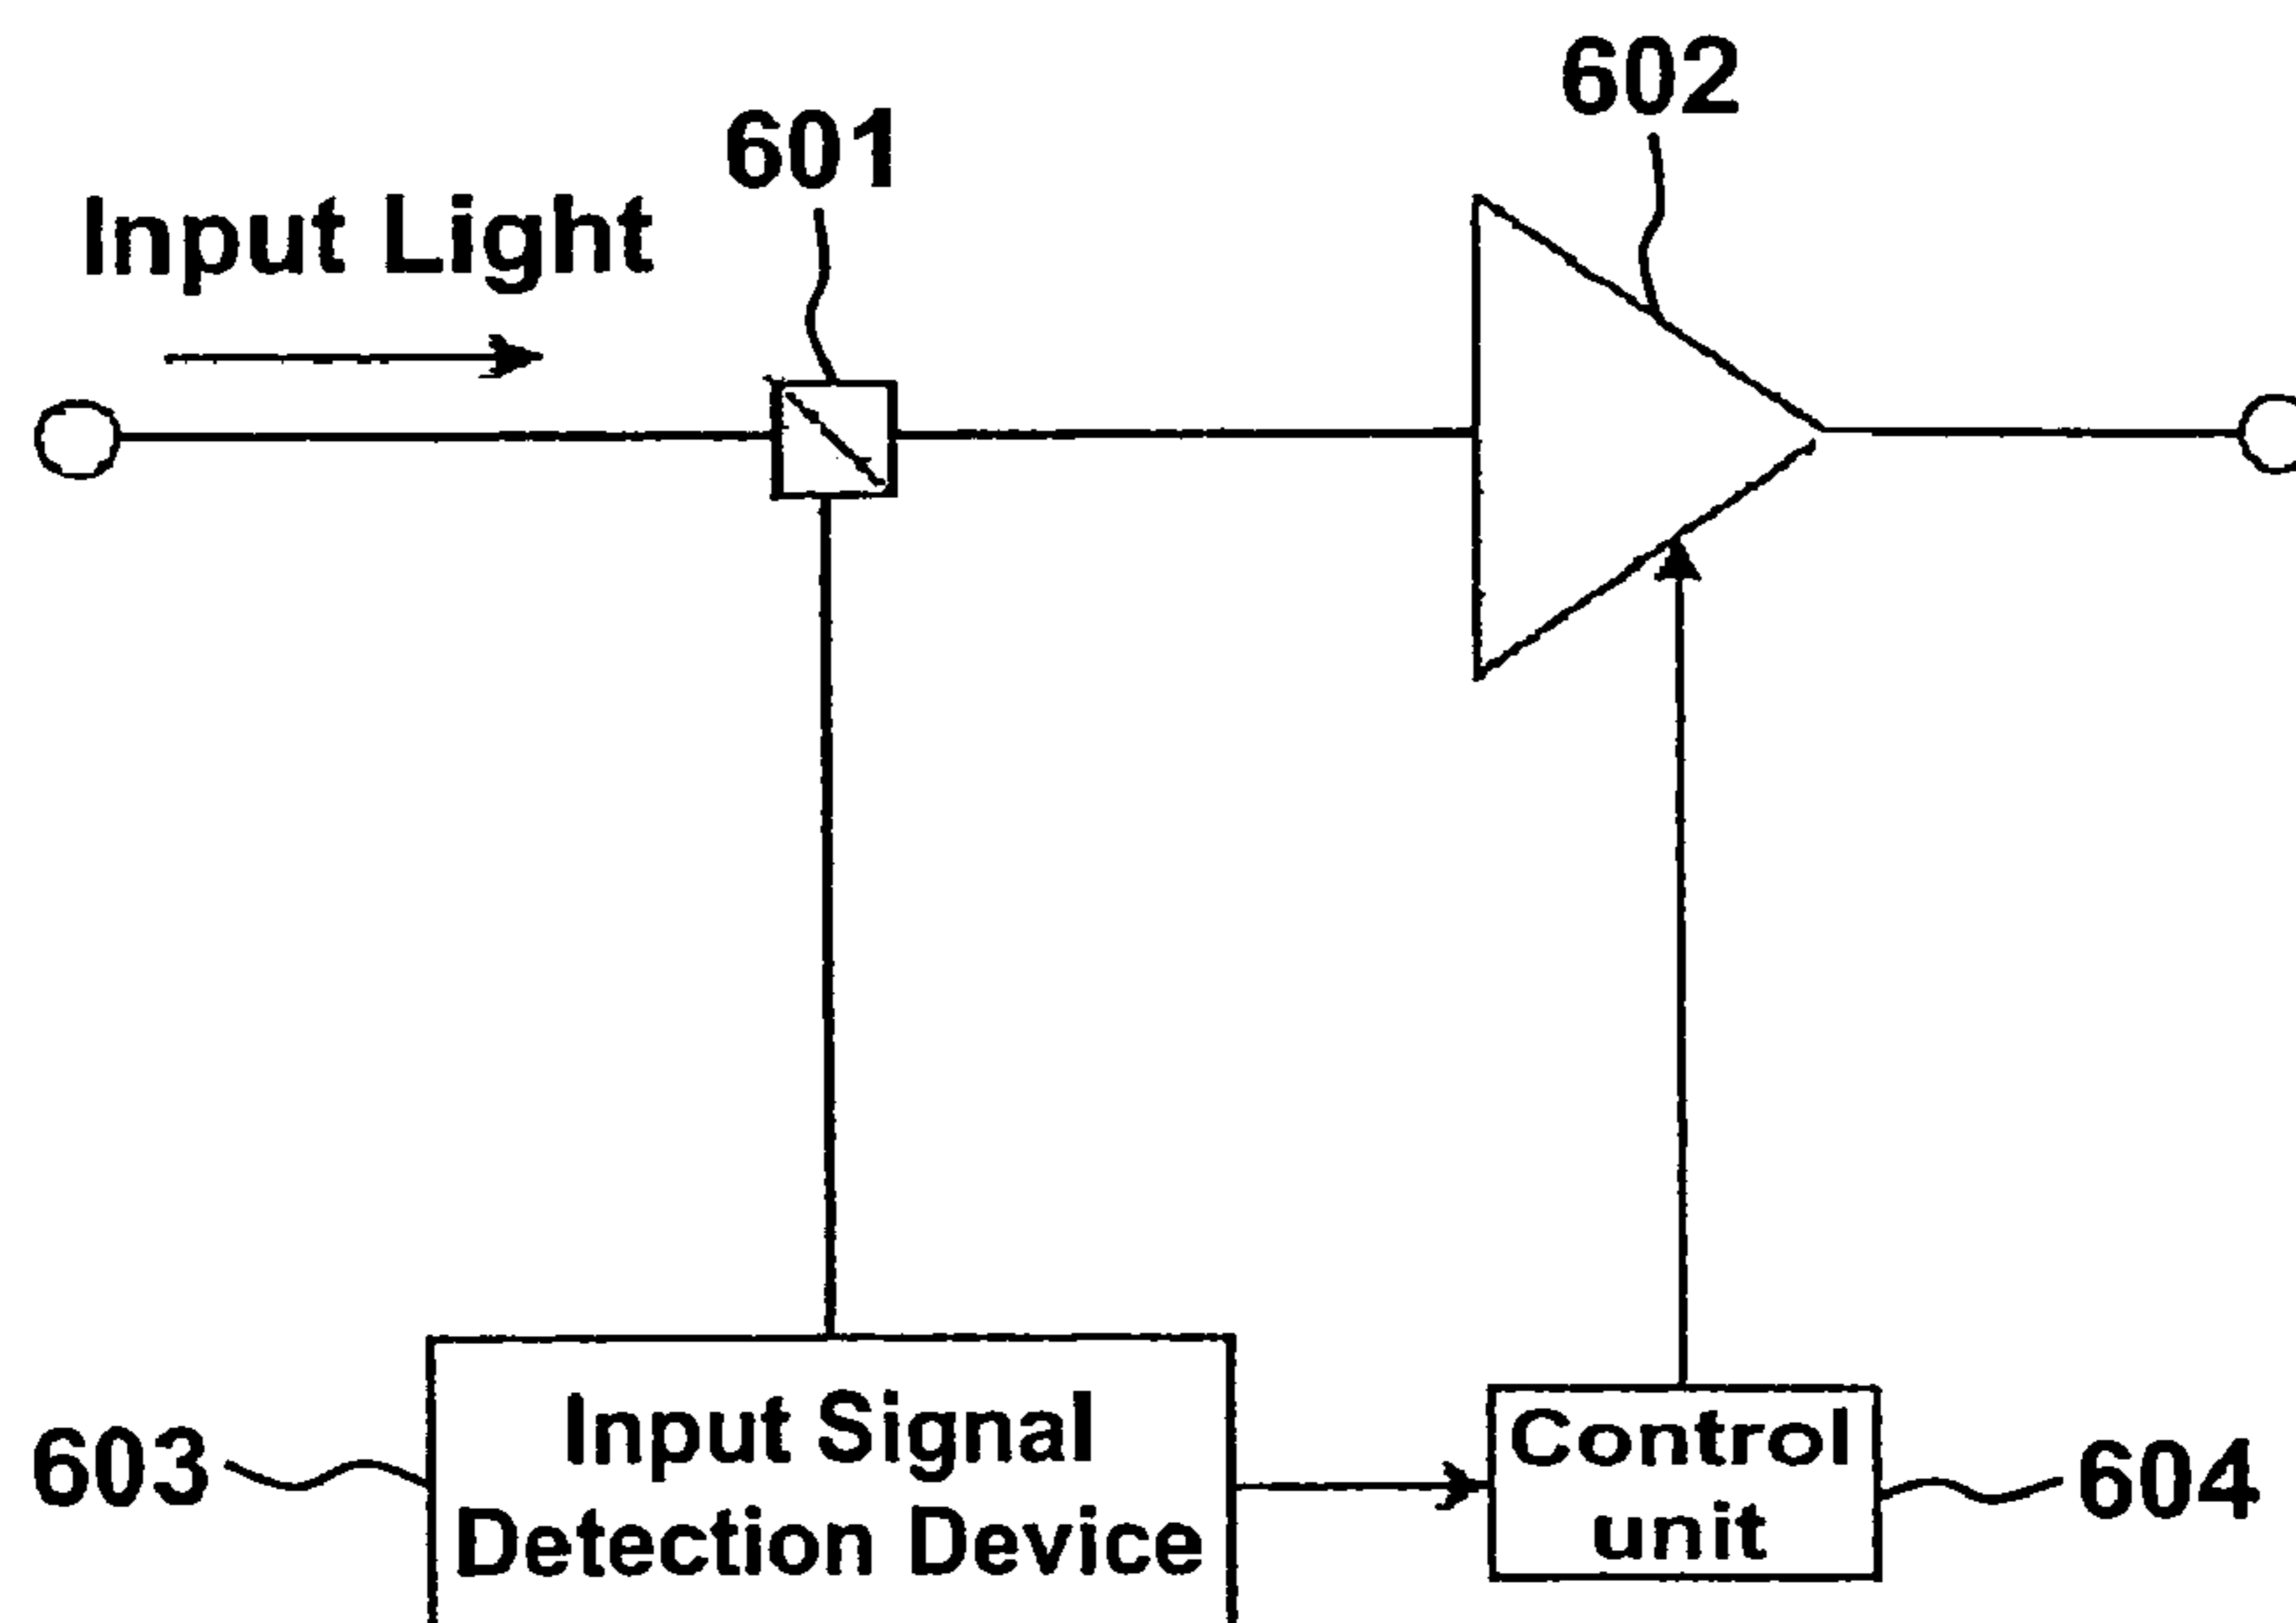 602
601
Input Light
Input Signal
Detection Device
603
Control
unit
604